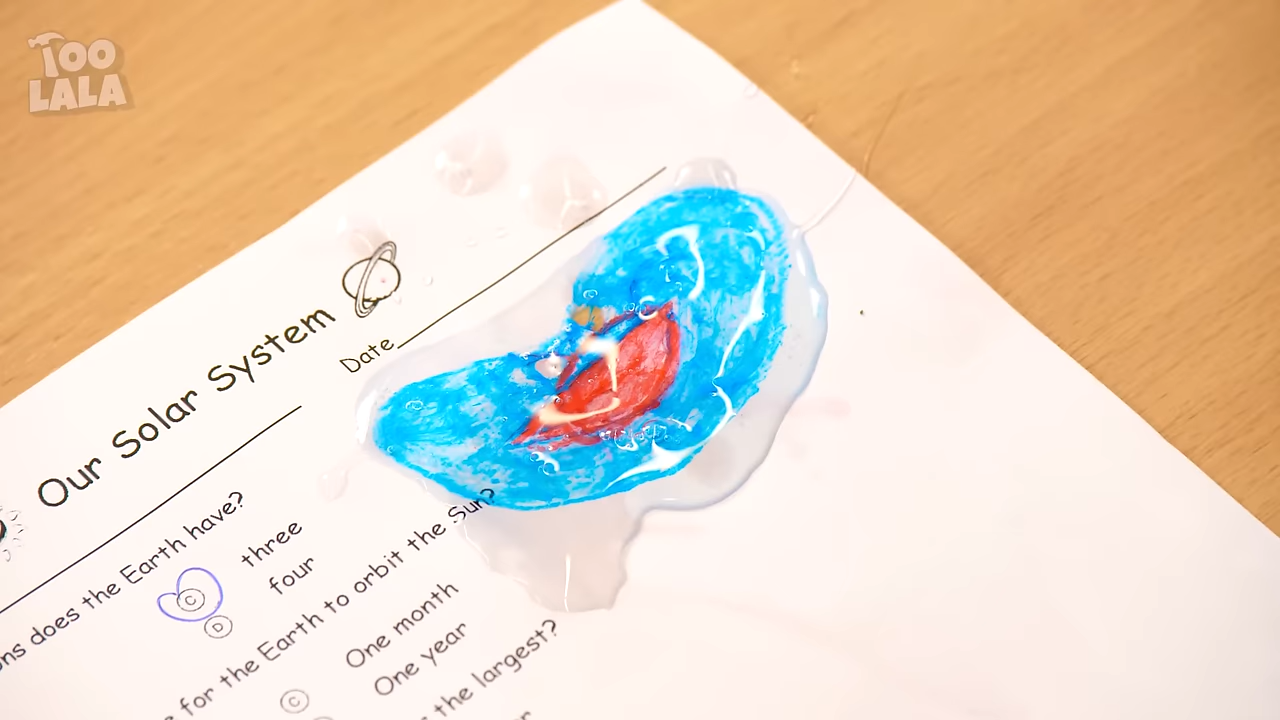 TOO
LALA
Our Solar System
Date
ns does the Earth have?
C three
D four
for the Earth to orbit the Sun?
C One month
One year
the largest?